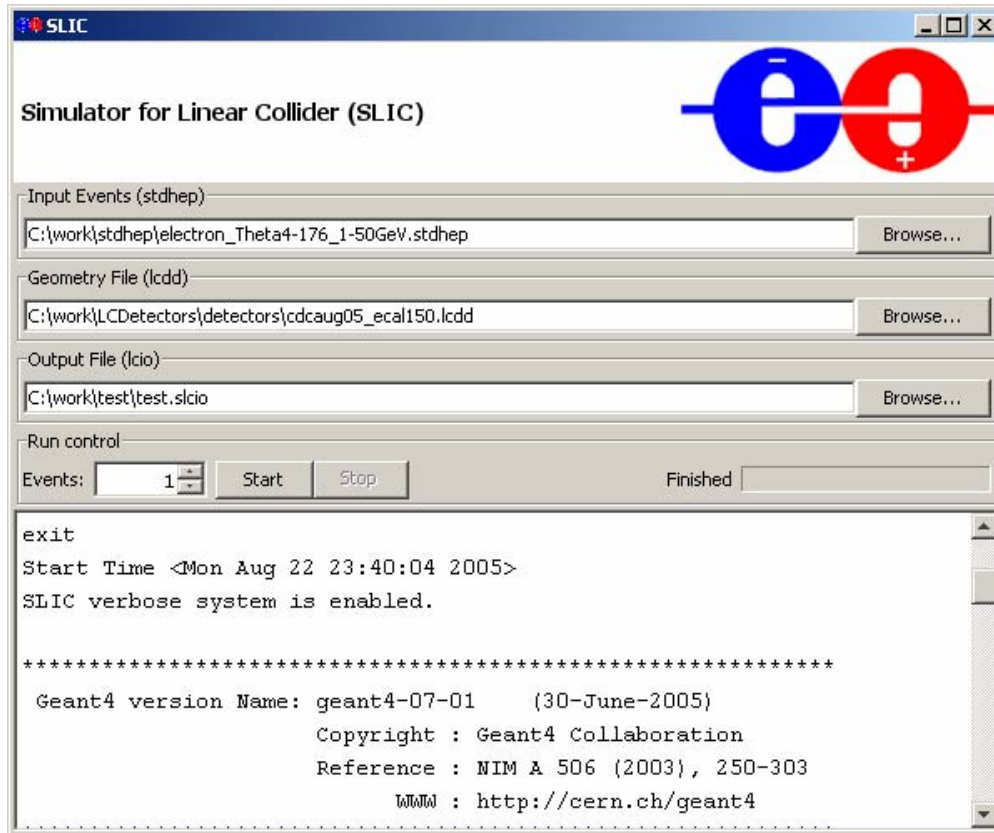 SLIC
Simulator for Linear Collider (SLIC)
Input Events (stdhep)
C:\work\stdhep\electron_Theta4-176_1-50GeV.stdhep Browse...
Geometry File (lcdd)
C:\work\LCDetectors\detectors\cdcaug05_ecal150.lcdd Browse...
Output File (lcio)
C:\work\test\test.slcio Browse...
Run control
Events: 1 Start Stop Finished
exit
Start Time <Mon Aug 22 23:40:04 2005>
SLIC verbose system is enabled.
*************************************************************
Geant4 version Name: geant4-07-01 (30-June-2005)
Copyright : Geant4 Collaboration
Reference : NIM A 506 (2003), 250-303
WWW : http://cern.ch/geant4